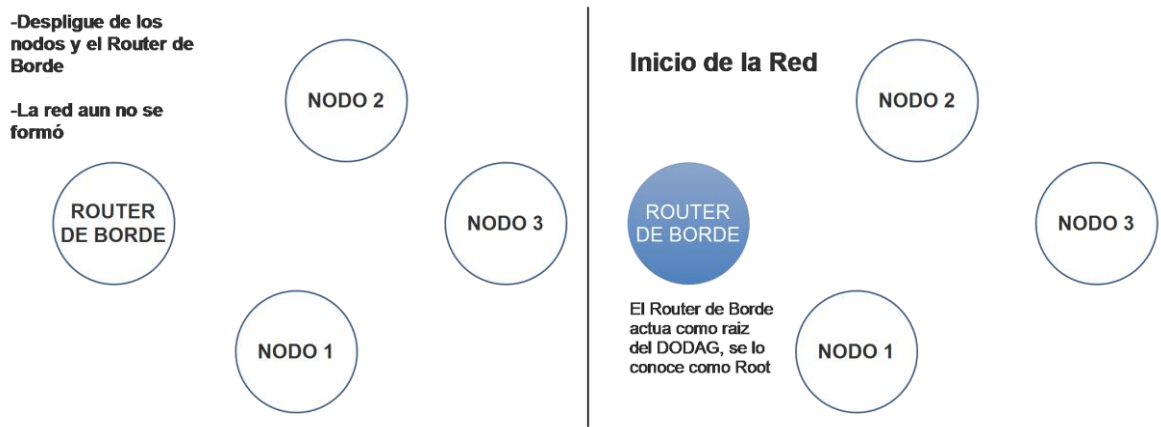 -Despligue de los
nodos y el Router de
Borde
-La red aun no se
formó
NODO 2
ROUTER
DE BORDE
NODO 3
NODO 1
Inicio de la Red
NODO 2
ROUTER
DE BORDE
NODO 3
El Router de Borde
actua como raiz
del DODAG, se lo
conoce como Root
NODO 1